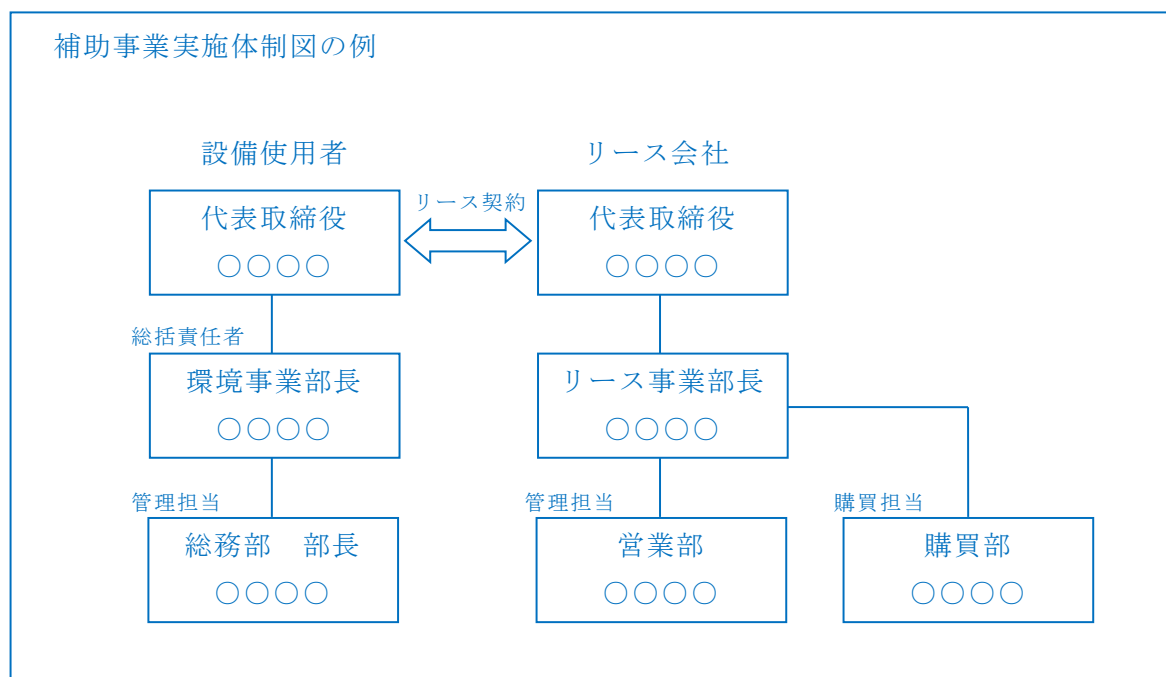 補助事業実施体制図の例
設備使用者
リース会社
代表取締役
○○○○
リース契約
代表取締役
○○○○
総括責任者
環境事業部長
○○○○
リース事業部長
○○○○
管理担当
総務部　部長
○○○○
管理担当
営業部
○○○○
購買担当
購買部
○○○○